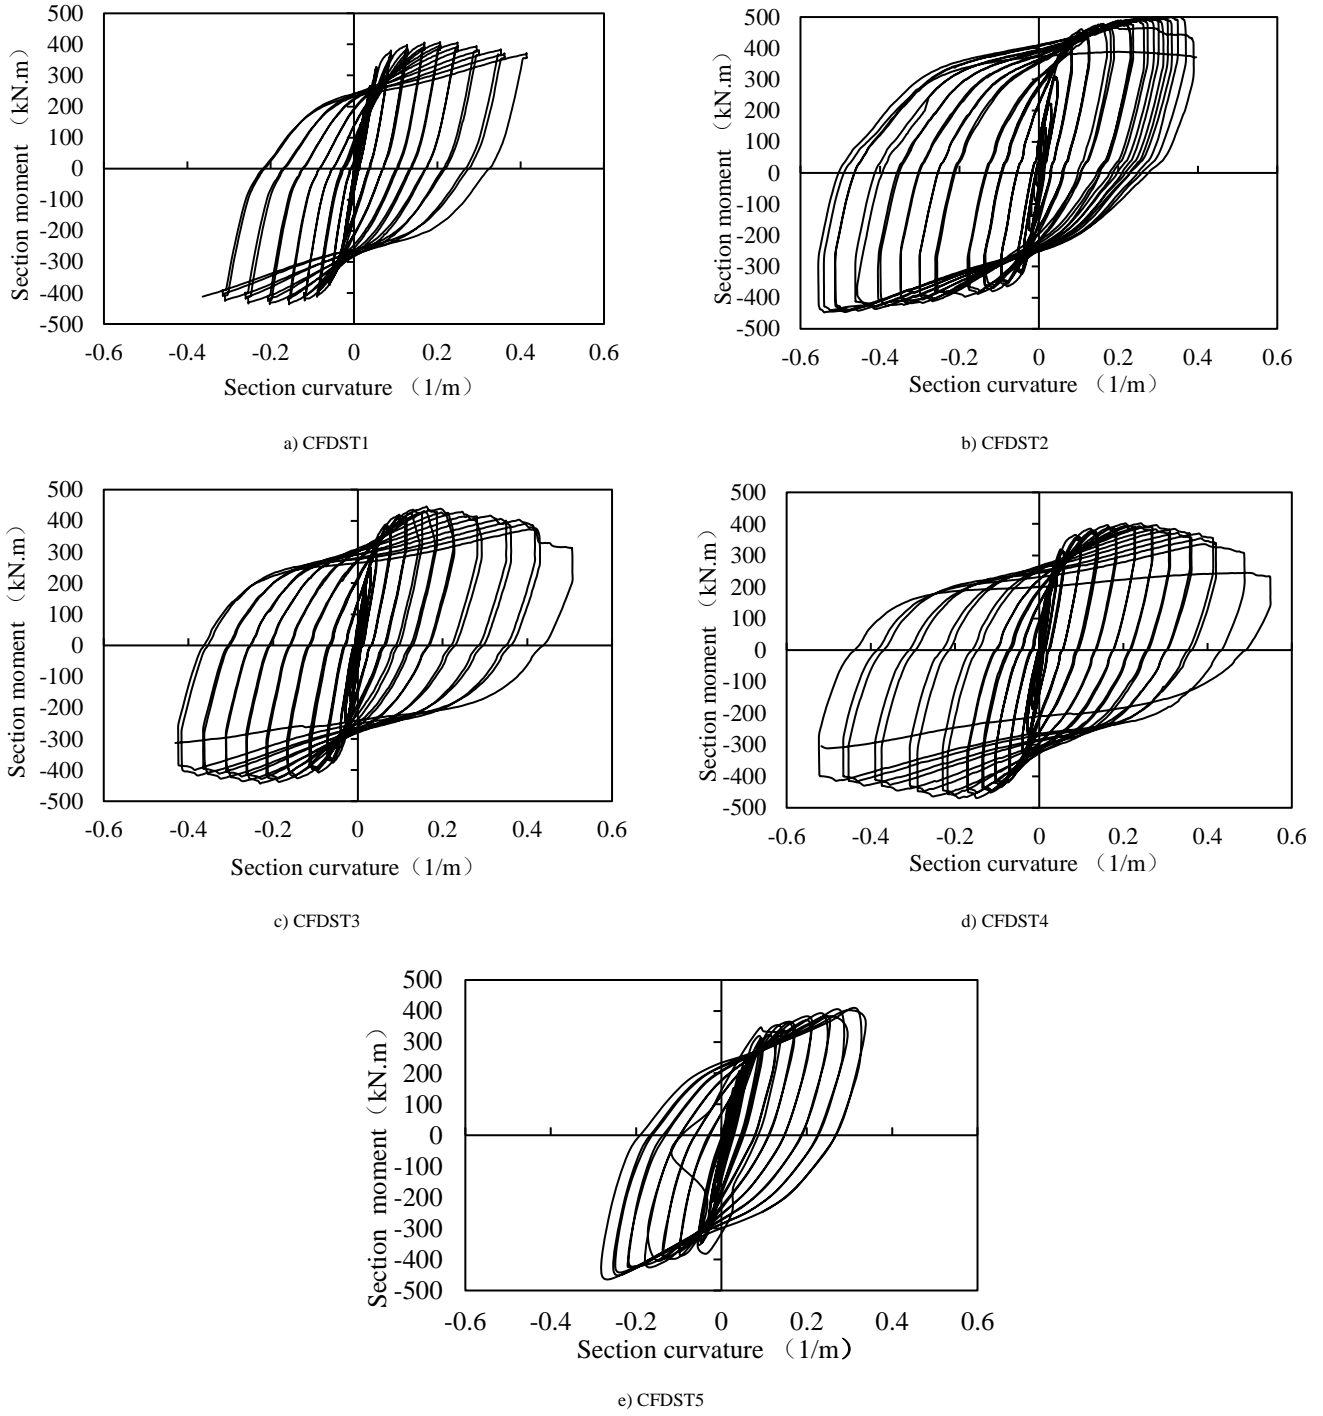 500
400
300
200
100
0
-100
-200
-300
-400
-500
-0.6 -0.4 -0.2 0 0.2 0.4 0.6
Section moment （kN.m）
Section curvature （1/m）
a) CFDST1
500
400
300
200
100
0
-100
-200
-300
-400
-500
-0.6 -0.4 -0.2 0 0.2 0.4 0.6
Section moment （kN.m）
Section curvature （1/m）
b) CFDST2
500
400
300
200
100
0
-100
-200
-300
-400
-500
-0.6 -0.4 -0.2 0 0.2 0.4 0.6
Section moment （kN.m）
Section curvature（1/m）
c) CFDST3
500
400
300
200
100
0
-100
-200
-300
-400
-500
-0.6 -0.4 -0.2 0 0.2 0.4 0.6
Section moment （kN.m）
Section curvature （1/m）
d) CFDST4
500
400
300
200
100
0
-100
-200
-300
-400
-500
-0.6 -0.4 -0.2 0 0.2 0.4 0.6
Section moment（kN.m）
Section curvature （1/m）
e) CFDST5